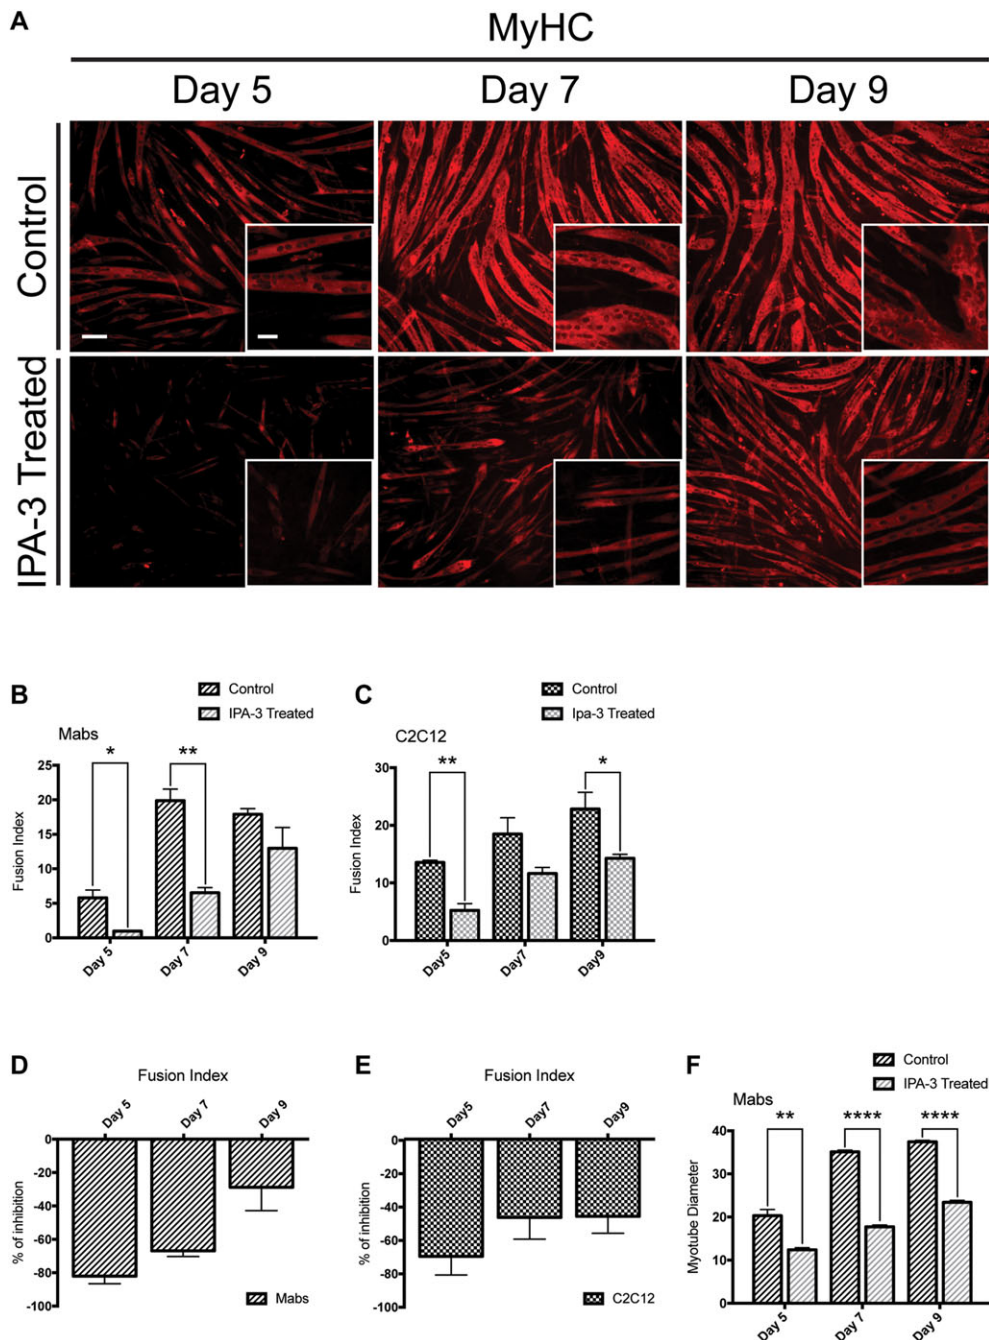 A
MyHC
Day 5 Day 7 Day 9
Control
IPA-3 Treated
B
Control
IPA-3 Treated
Mabs
* **
Fusion Index
25
20
15
10
5
0
Day 5 Day 7 Day 9
C
Control
Ipa-3 Treated
C2C12
** *
Fusion Index
30
20
10
0
Day5 Day7 Day9
D
Fusion Index
Day 5 Day 7 Day 9
% of inhibition
0
-20
-40
-60
-80
-100
Mabs
E
Fusion Index
Day5 Day7 Day9
% of inhibition
0
-20
-40
-60
-80
-100
C2C12
F
Control
IPA-3 Treated
Mabs
** **** ****
Myotube Diameter
40
30
20
10
0
Day 5 Day 7 Day 9